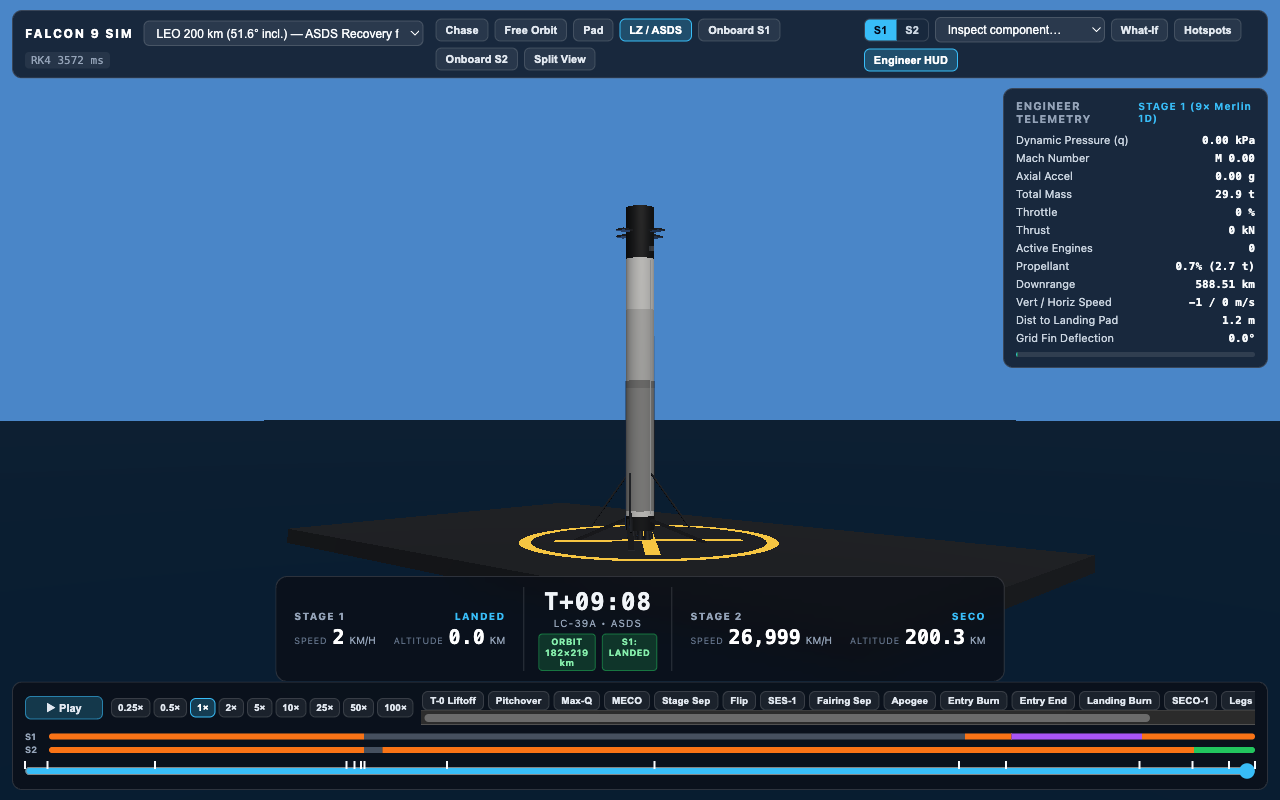 FALCON 9 SIM
LEO 200 km (51.6° incl.) — ASDS Recovery f
RK4 3572 ms
Chase
Free Orbit
Pad
LZ / ASDS
Onboard S1
Onboard S2
Split View
S1
S2
Inspect component...
What-If
Hotspots
Engineer HUD
ENGINEER TELEMETRY
STAGE 1 (9× Merlin 1D)
Dynamic Pressure (q) 0.00 kPa
Mach Number M 0.00
Axial Accel 0.00 g
Total Mass 29.9 t
Throttle 0 %
Thrust 0 kN
Active Engines 0
Propellant 0.7% (2.7 t)
Downrange 588.51 km
Vert / Horiz Speed −1 / 0 m/s
Dist to Landing Pad 1.2 m
Grid Fin Deflection 0.0°
STAGE 1 LANDED
SPEED 2 KM/H ALTITUDE 0.0 KM
T+09:08
LC-39A • ASDS
ORBIT 182×219 km
S1: LANDED
STAGE 2 SECO
SPEED 26,999 KM/H ALTITUDE 200.3 KM
▶ Play
0.25×
0.5×
1×
2×
5×
10×
25×
50×
100×
T-0 Liftoff
Pitchover
Max-Q
MECO
Stage Sep
Flip
SES-1
Fairing Sep
Apogee
Entry Burn
Entry End
Landing Burn
SECO-1
Legs
S1
S2